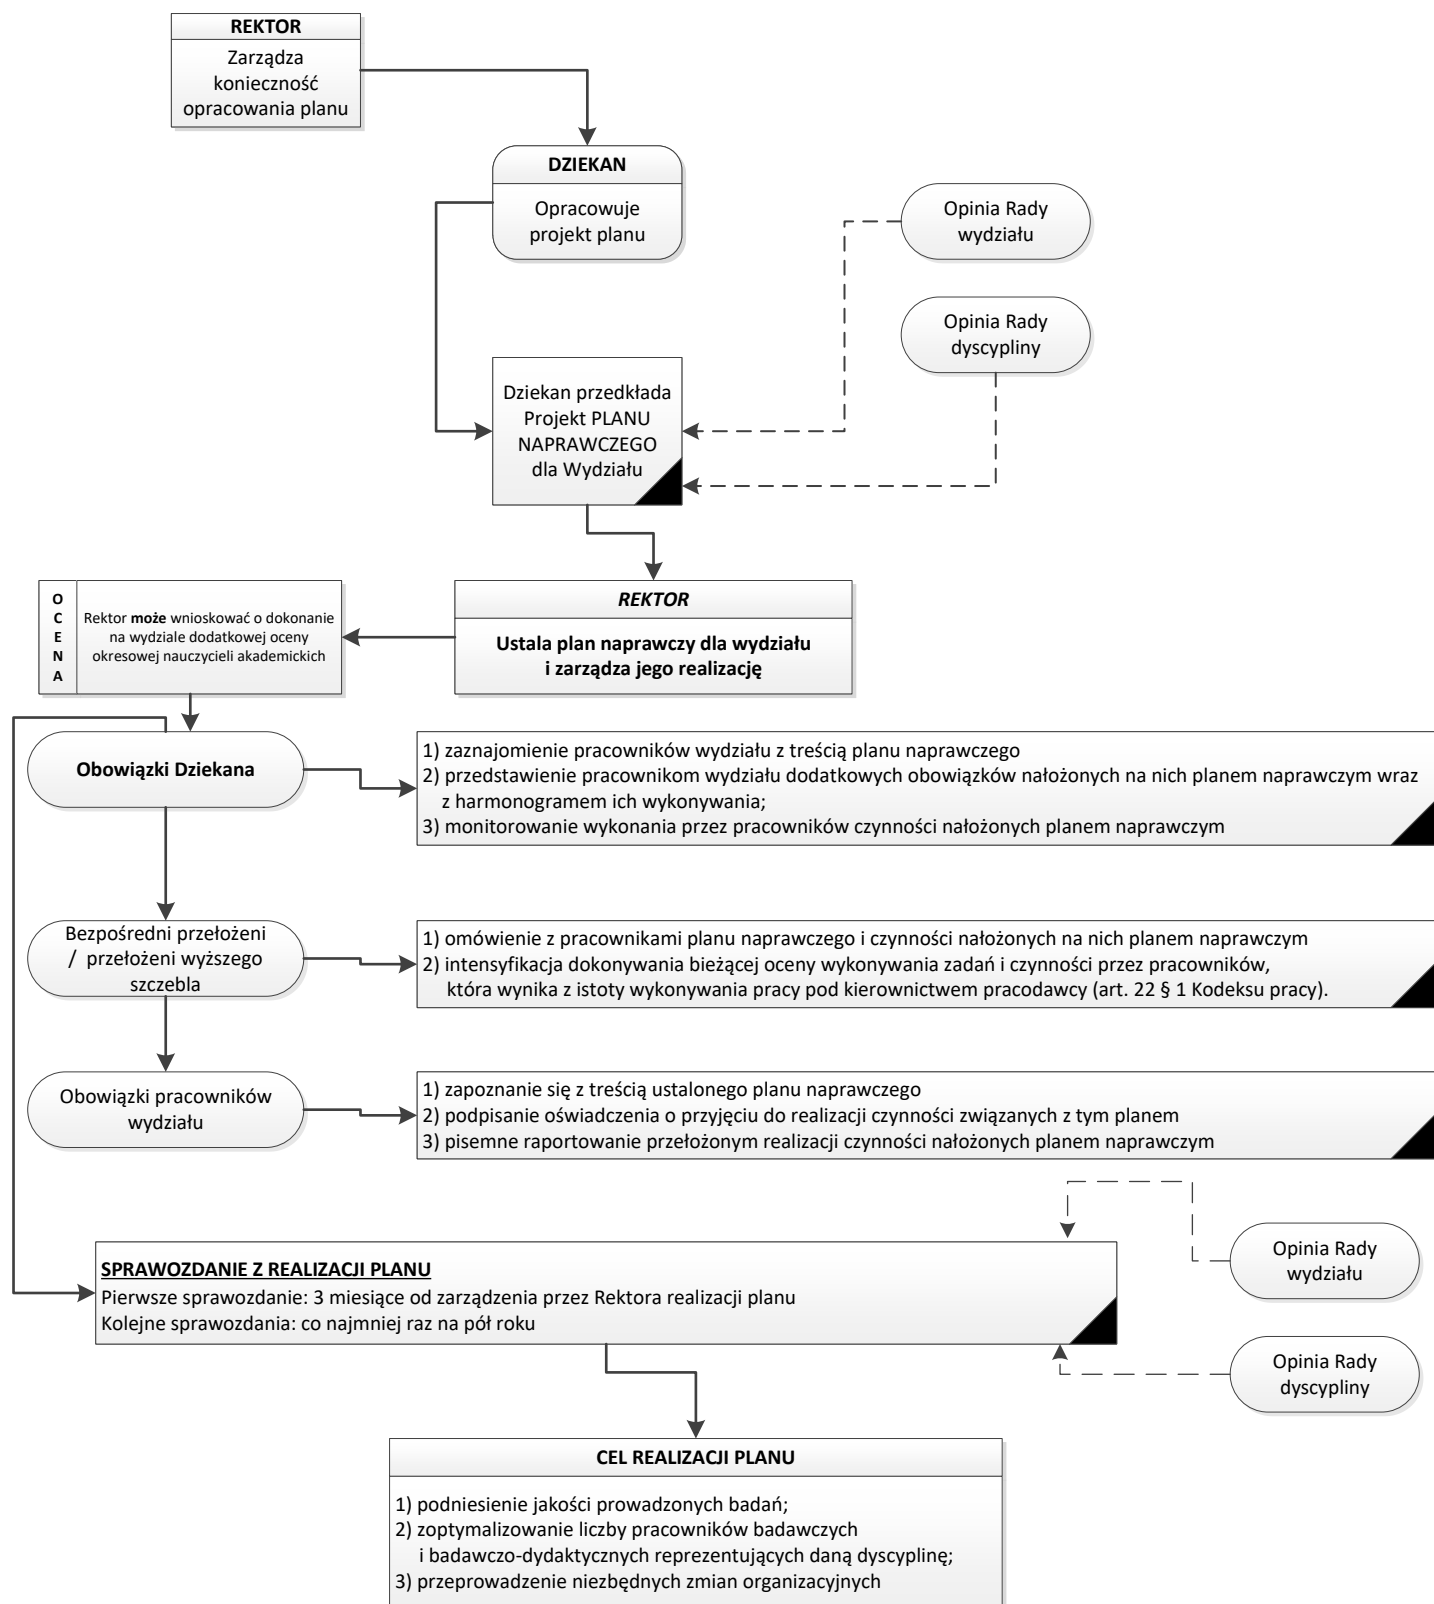 REKTOR
Zarządza
konieczność
opracowania planu
DZIEKAN
Opracowuje
projekt planu
Opinia Rady
wydziału
Opinia Rady
dyscypliny
Dziekan przedkłada
Projekt PLANU
NAPRAWCZEGO
dla Wydziału
O
C
E
N
A
Rektor może wnioskować o dokonanie
na wydziale dodatkowej oceny
okresowej nauczycieli akademickich
REKTOR
Ustala plan naprawczy dla wydziału
i zarządza jego realizację
Obowiązki Dziekana
1) zaznajomienie pracowników wydziału z treścią planu naprawczego
2) przedstawienie pracownikom wydziału dodatkowych obowiązków nałożonych na nich planem naprawczym wraz
z harmonogramem ich wykonywania;
3) monitorowanie wykonania przez pracowników czynności nałożonych planem naprawczym
Bezpośredni przełożeni
/ przełożeni wyższego
szczebla
1) omówienie z pracownikami planu naprawczego i czynności nałożonych na nich planem naprawczym
2) intensyfikacja dokonywania bieżącej oceny wykonywania zadań i czynności przez pracowników,
która wynika z istoty wykonywania pracy pod kierownictwem pracodawcy (art. 22 § 1 Kodeksu pracy).
Obowiązki pracowników
wydziału
1) zapoznanie się z treścią ustalonego planu naprawczego
2) podpisanie oświadczenia o przyjęciu do realizacji czynności związanych z tym planem
3) pisemne raportowanie przełożonym realizacji czynności nałożonych planem naprawczym
SPRAWOZDANIE Z REALIZACJI PLANU
Pierwsze sprawozdanie: 3 miesiące od zarządzenia przez Rektora realizacji planu
Kolejne sprawozdania: co najmniej raz na pół roku
Opinia Rady
wydziału
Opinia Rady
dyscypliny
CEL REALIZACJI PLANU
1) podniesienie jakości prowadzonych badań;
2) zoptymalizowanie liczby pracowników badawczych
i badawczo-dydaktycznych reprezentujących daną dyscyplinę;
3) przeprowadzenie niezbędnych zmian organizacyjnych